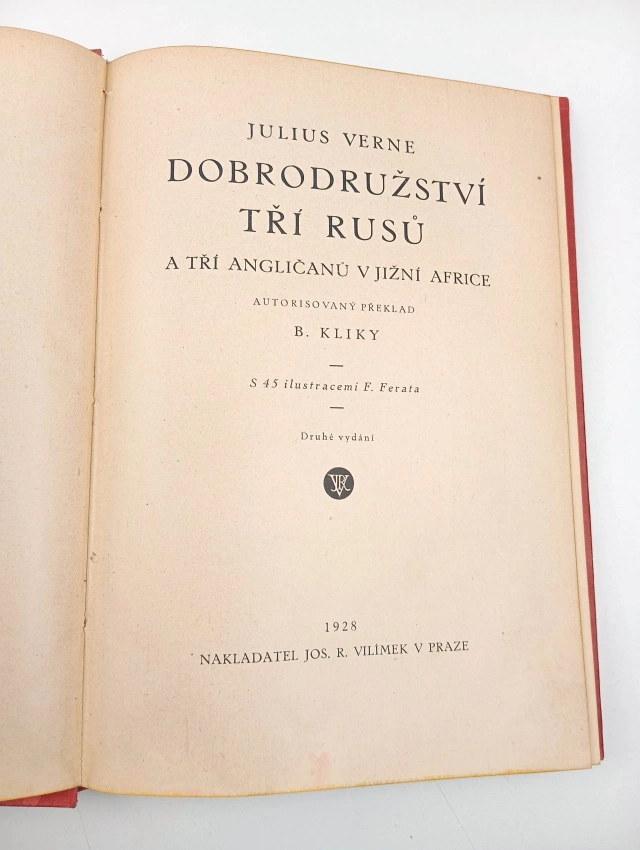 JULIUS VERNE
DOBRODRUŽSTVÍ
TŘÍ RUSŮ
A TŘÍ ANGLIČANŮ V JIŽNÍ AFRICE
AUTORISOVANÝ PŘEKLAD
B. KLIKY
S 45 ilustracemi F. Ferata
Druhé vydání
1928
NAKLADATEL JOS. R. VILÍMEK V PRAZE